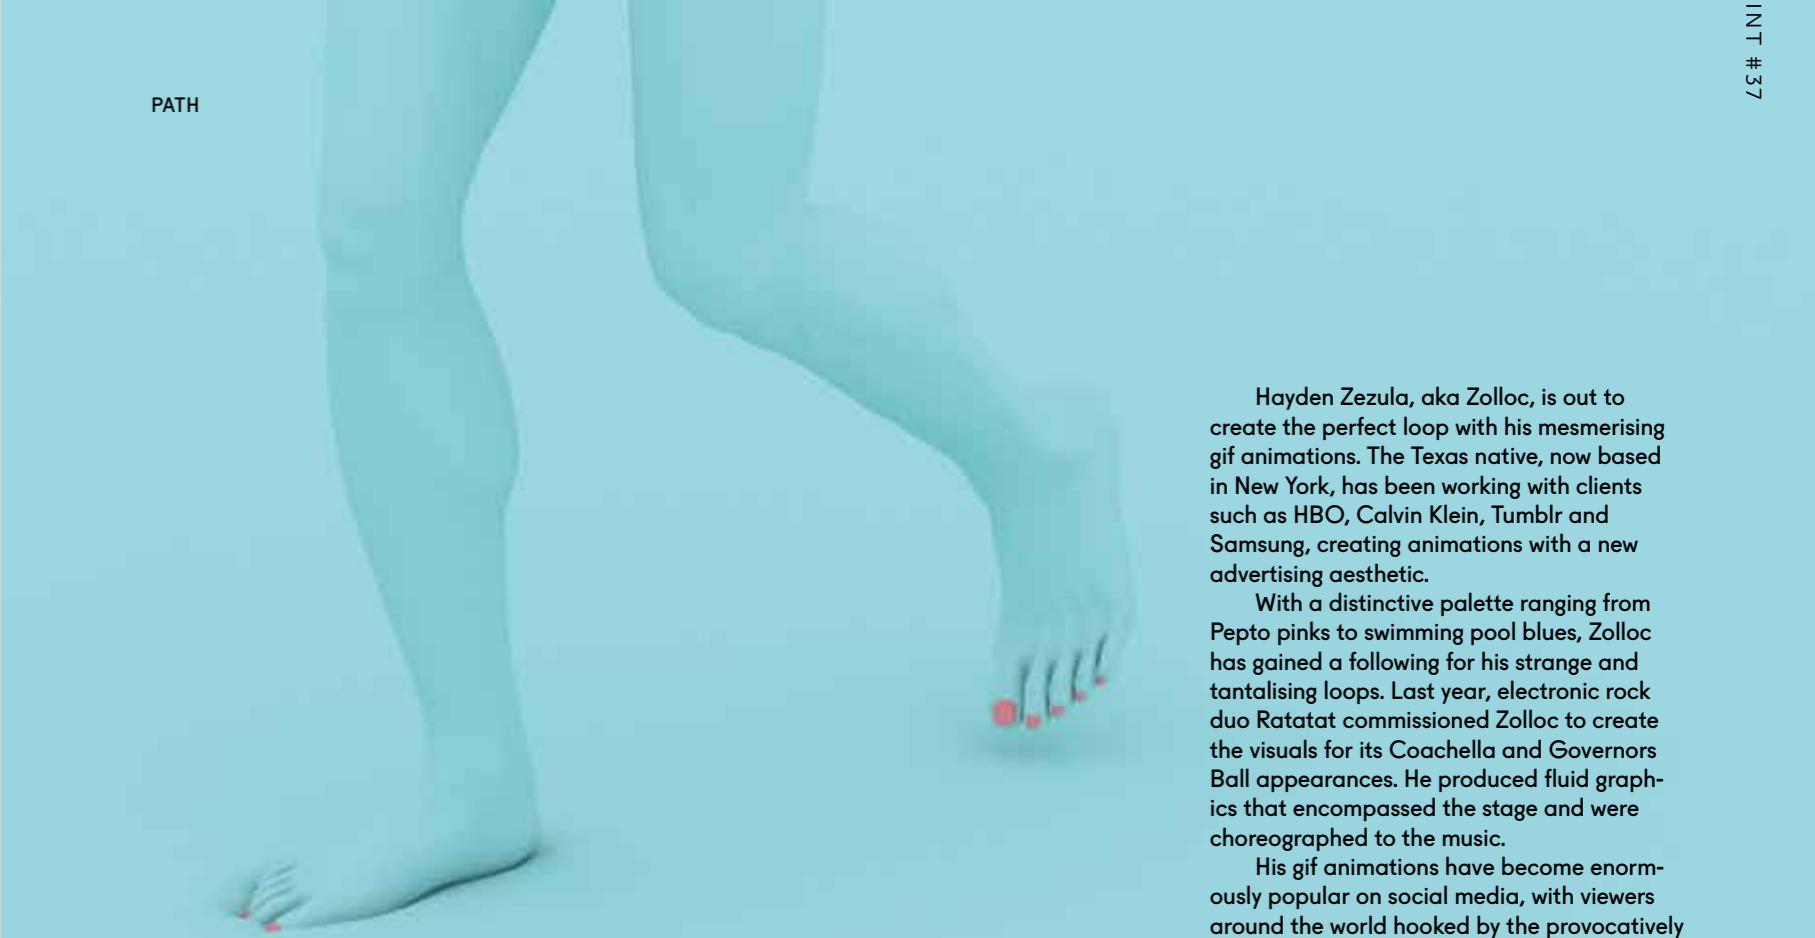 PATH
INT #37
Hayden Zezula, aka Zolloc, is out to
create the perfect loop with his mesmerising
gif animations. The Texas native, now based
in New York, has been working with clients
such as HBO, Calvin Klein, Tumblr and
Samsung, creating animations with a new
advertising aesthetic.
With a distinctive palette ranging from
Pepto pinks to swimming pool blues, Zolloc
has gained a following for his strange and
tantalising loops. Last year, electronic rock
duo Ratatat commissioned Zolloc to create
the visuals for its Coachella and Governors
Ball appearances. He produced fluid graph-
ics that encompassed the stage and were
choreographed to the music.
His gif animations have become enorm-
ously popular on social media, with viewers
around the world hooked by the provocatively